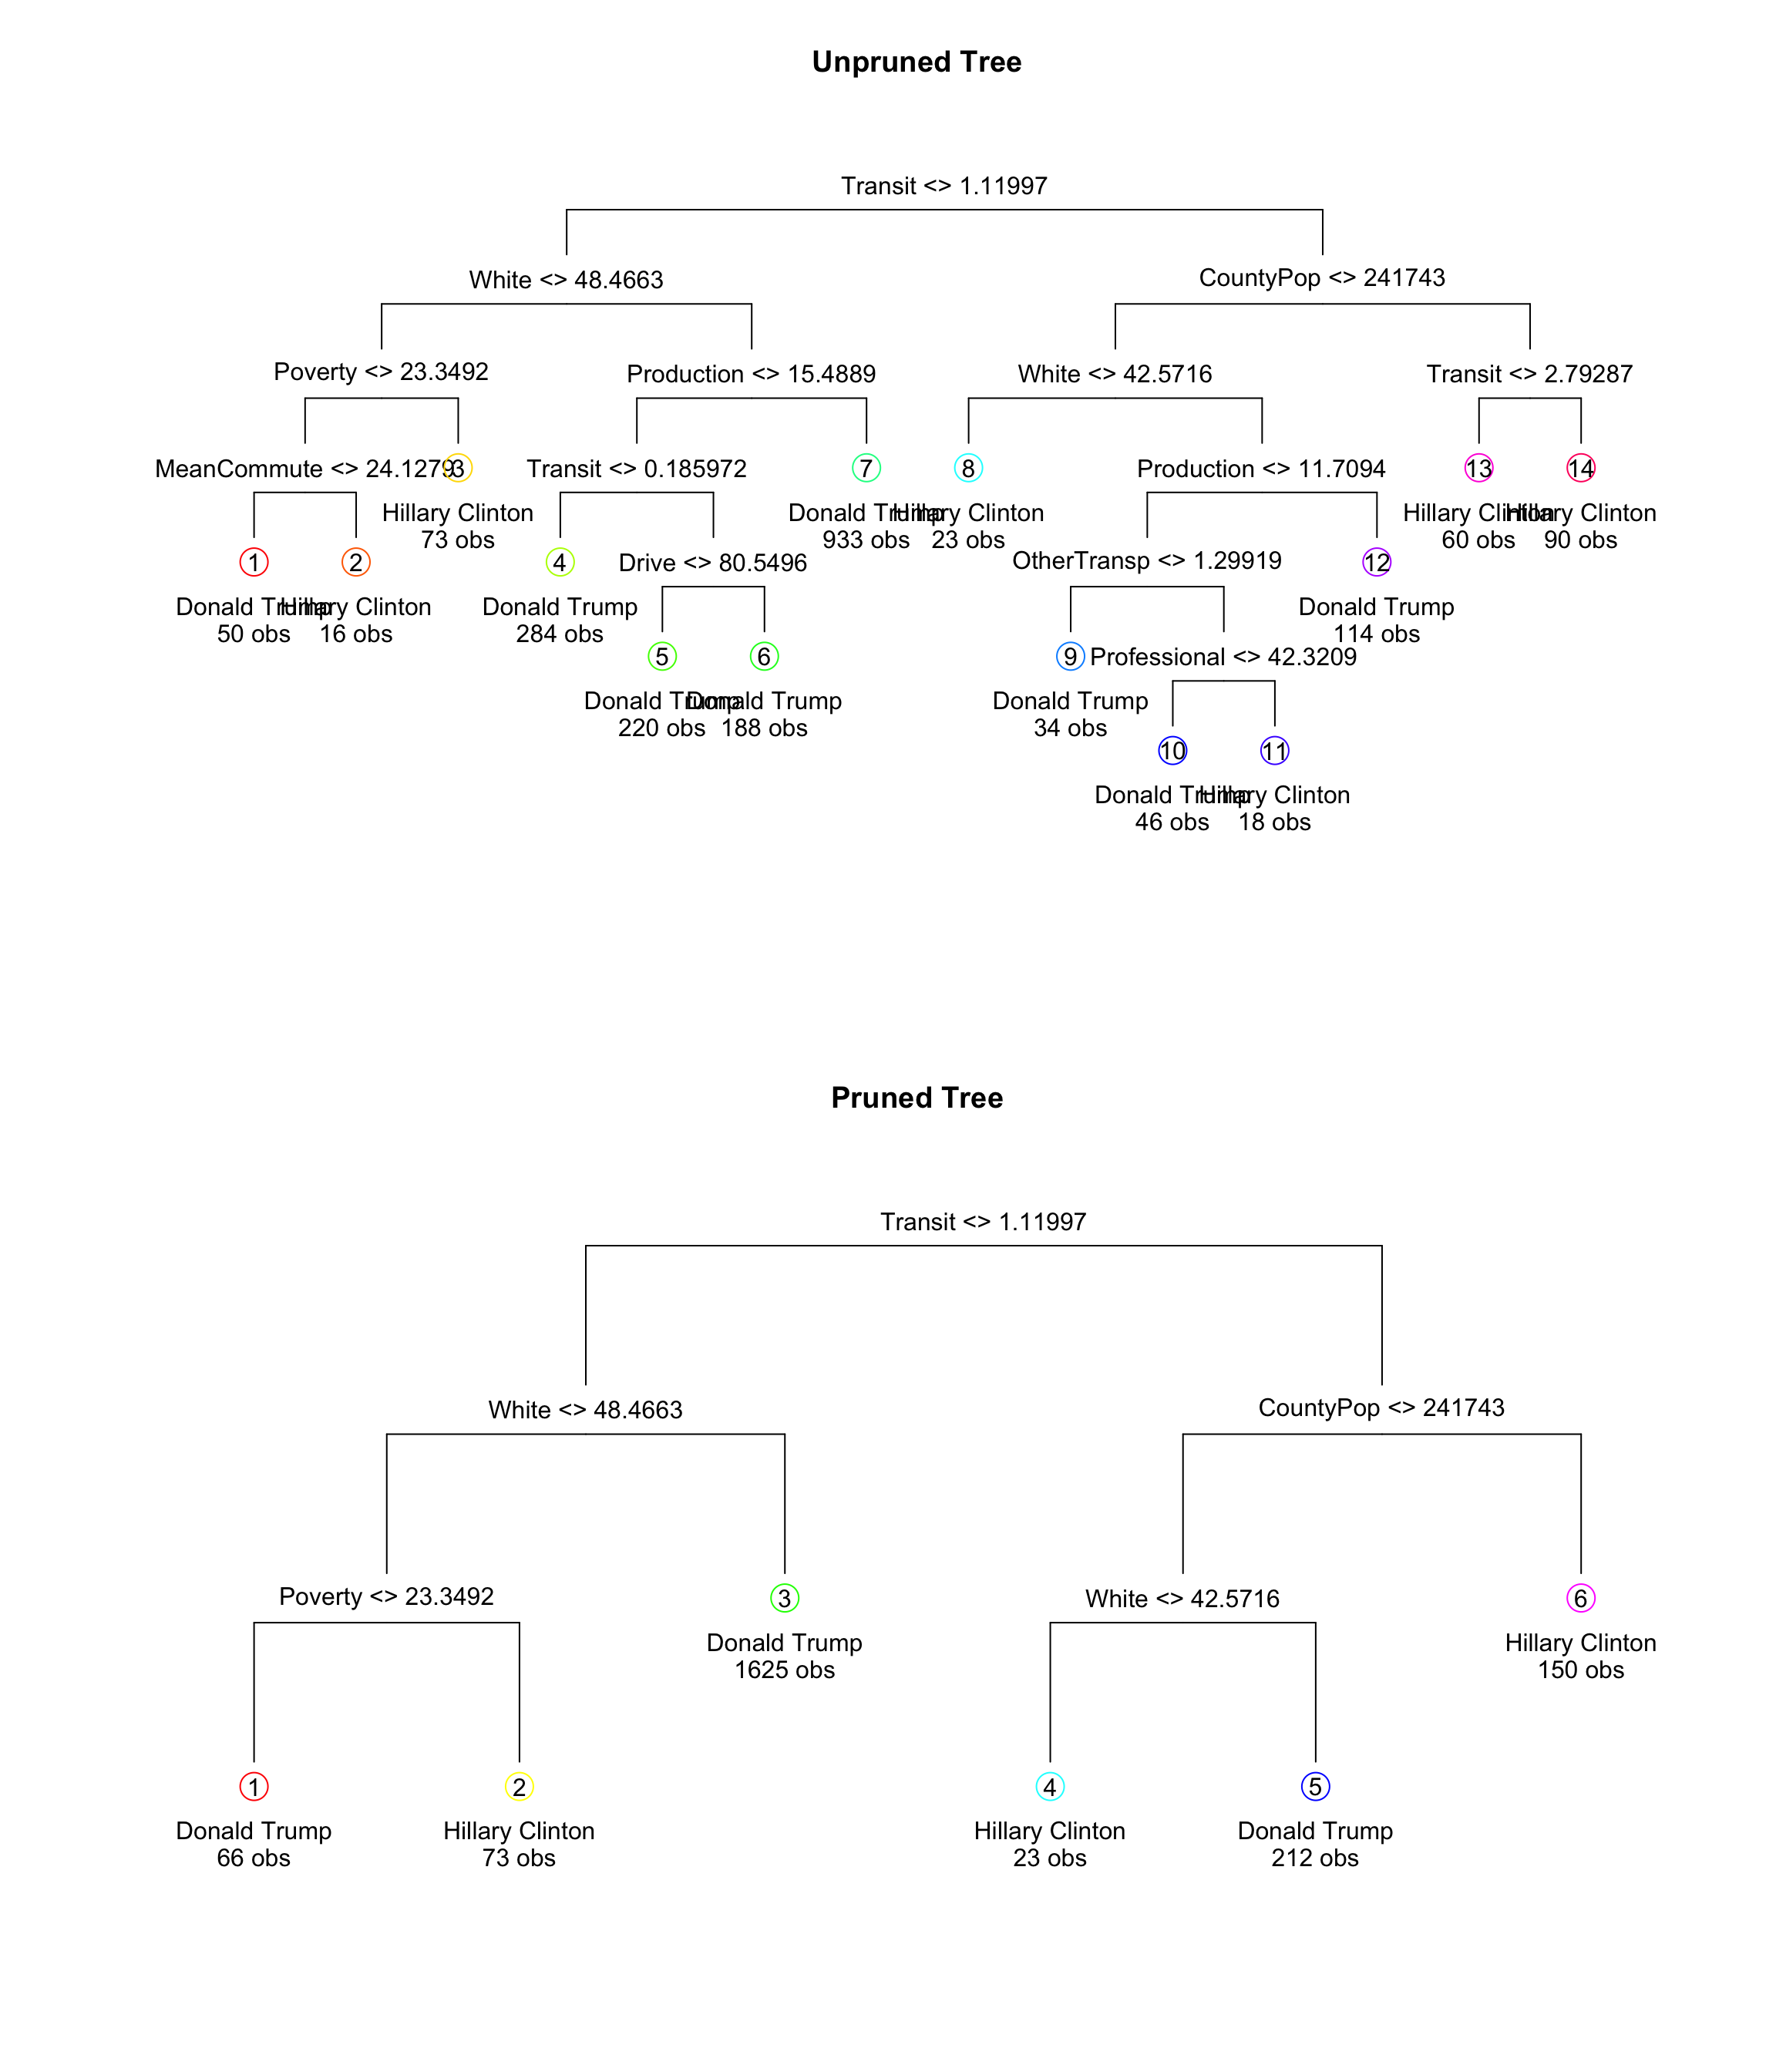 Unpruned Tree
Transit <> 1.11997
White <> 48.4663
CountyPop <> 241743
Poverty <> 23.3492
Production <> 15.4889
White <> 42.5716
Transit <> 2.79287
MeanCommute <> 24.1279
3
Transit <> 0.185972
7
8
Production <> 11.7094
13
14
Hillary Clinton
73 obs
Donald Trump
933 obs
Hillary Clinton
23 obs
Hillary Clinton
60 obs
Hillary Clinton
90 obs
1
2
4
Drive <> 80.5496
OtherTransp <> 1.29919
12
Donald Trump
50 obs
Hillary Clinton
16 obs
Donald Trump
284 obs
Donald Trump
114 obs
5
6
9
Professional <> 42.3209
Donald Trump
220 obs
Donald Trump
188 obs
Donald Trump
34 obs
10
11
Donald Trump
46 obs
Hillary Clinton
18 obs
Pruned Tree
Transit <> 1.11997
White <> 48.4663
CountyPop <> 241743
Poverty <> 23.3492
3
White <> 42.5716
6
Donald Trump
1625 obs
Hillary Clinton
150 obs
1
2
4
5
Donald Trump
66 obs
Hillary Clinton
73 obs
Hillary Clinton
23 obs
Donald Trump
212 obs